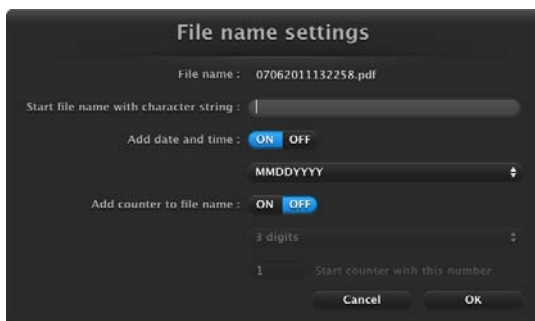 File name settings
File name : 07062011132258.pdf
Start file name with character string :
Add date and time : ON OFF
MMDDYYYY
Add counter to file name : ON OFF
3 digits
1 Start counter with this number
Cancel OK